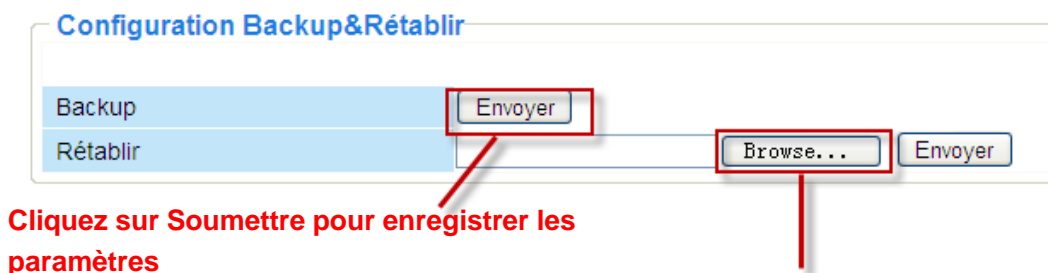 Configuration Backup&Rétablir
Backup Envoyer
Rétablir Browse... Envoyer
Cliquez sur Soumettre pour enregistrer les
paramètres